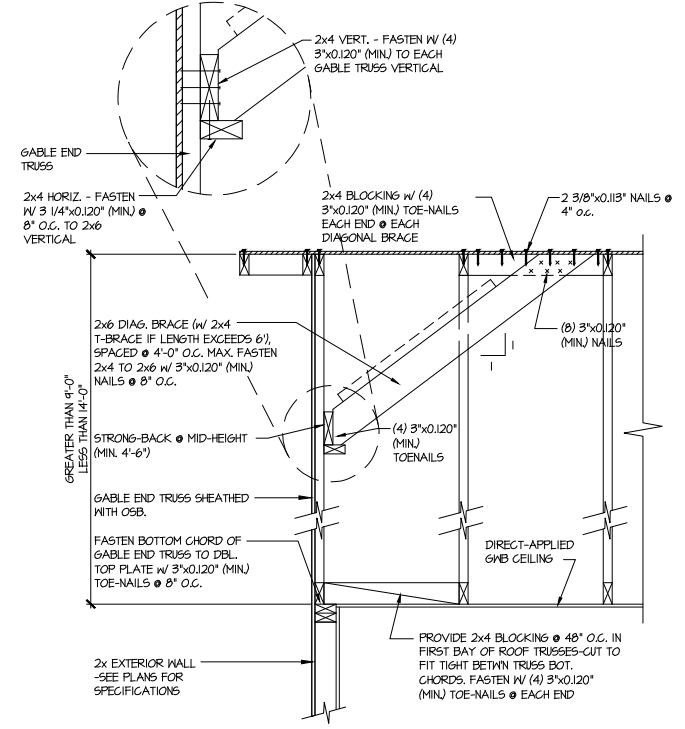 2x4 VERT. - FASTEN W/ (4)
3"x0.120" (MIN.) TO EACH
GABLE TRUSS VERTICAL
GABLE END
TRUSS
2x4 HORIZ. - FASTEN
W/ 3 1/4"x0.120" (MIN.) @
8" O.C. TO 2x6
VERTICAL
2x4 BLOCKING W/ (4)
3"x0.120" (MIN.) TOE-NAILS
EACH END @ EACH
DIAGONAL BRACE
2 3/8"x0.113" NAILS @
4" o.c.
2x6 DIAG. BRACE (W/ 2x4
T-BRACE IF LENGTH EXCEEDS 6'),
SPACED @ 4'-0" O.C. MAX. FASTEN
2x4 TO 2x6 W/ 3"x0.120" (MIN.)
NAILS @ 8" O.C.
(8) 3"x0.120"
(MIN.) NAILS
1
1
GREATER THAN 9'-0"
LESS THAN 14'-0"
STRONG-BACK @ MID-HEIGHT
(MIN. 4'-6")
(4) 3"x0.120"
(MIN.)
TOENAILS
GABLE END TRUSS SHEATHED
WITH OSB.
FASTEN BOTTOM CHORD OF
GABLE END TRUSS TO DBL.
TOP PLATE W/ 3"x0.120" (MIN.)
TOE-NAILS @ 8" O.C.
DIRECT-APPLIED
GWB CEILING
2x EXTERIOR WALL
-SEE PLANS FOR
SPECIFICATIONS
PROVIDE 2x4 BLOCKING @ 48" O.C. IN
FIRST BAY OF ROOF TRUSSES-CUT TO
FIT TIGHT BETW'N TRUSS BOT.
CHORDS. FASTEN W/ (4) 3"x0.120"
(MIN.) TOE-NAILS @ EACH END